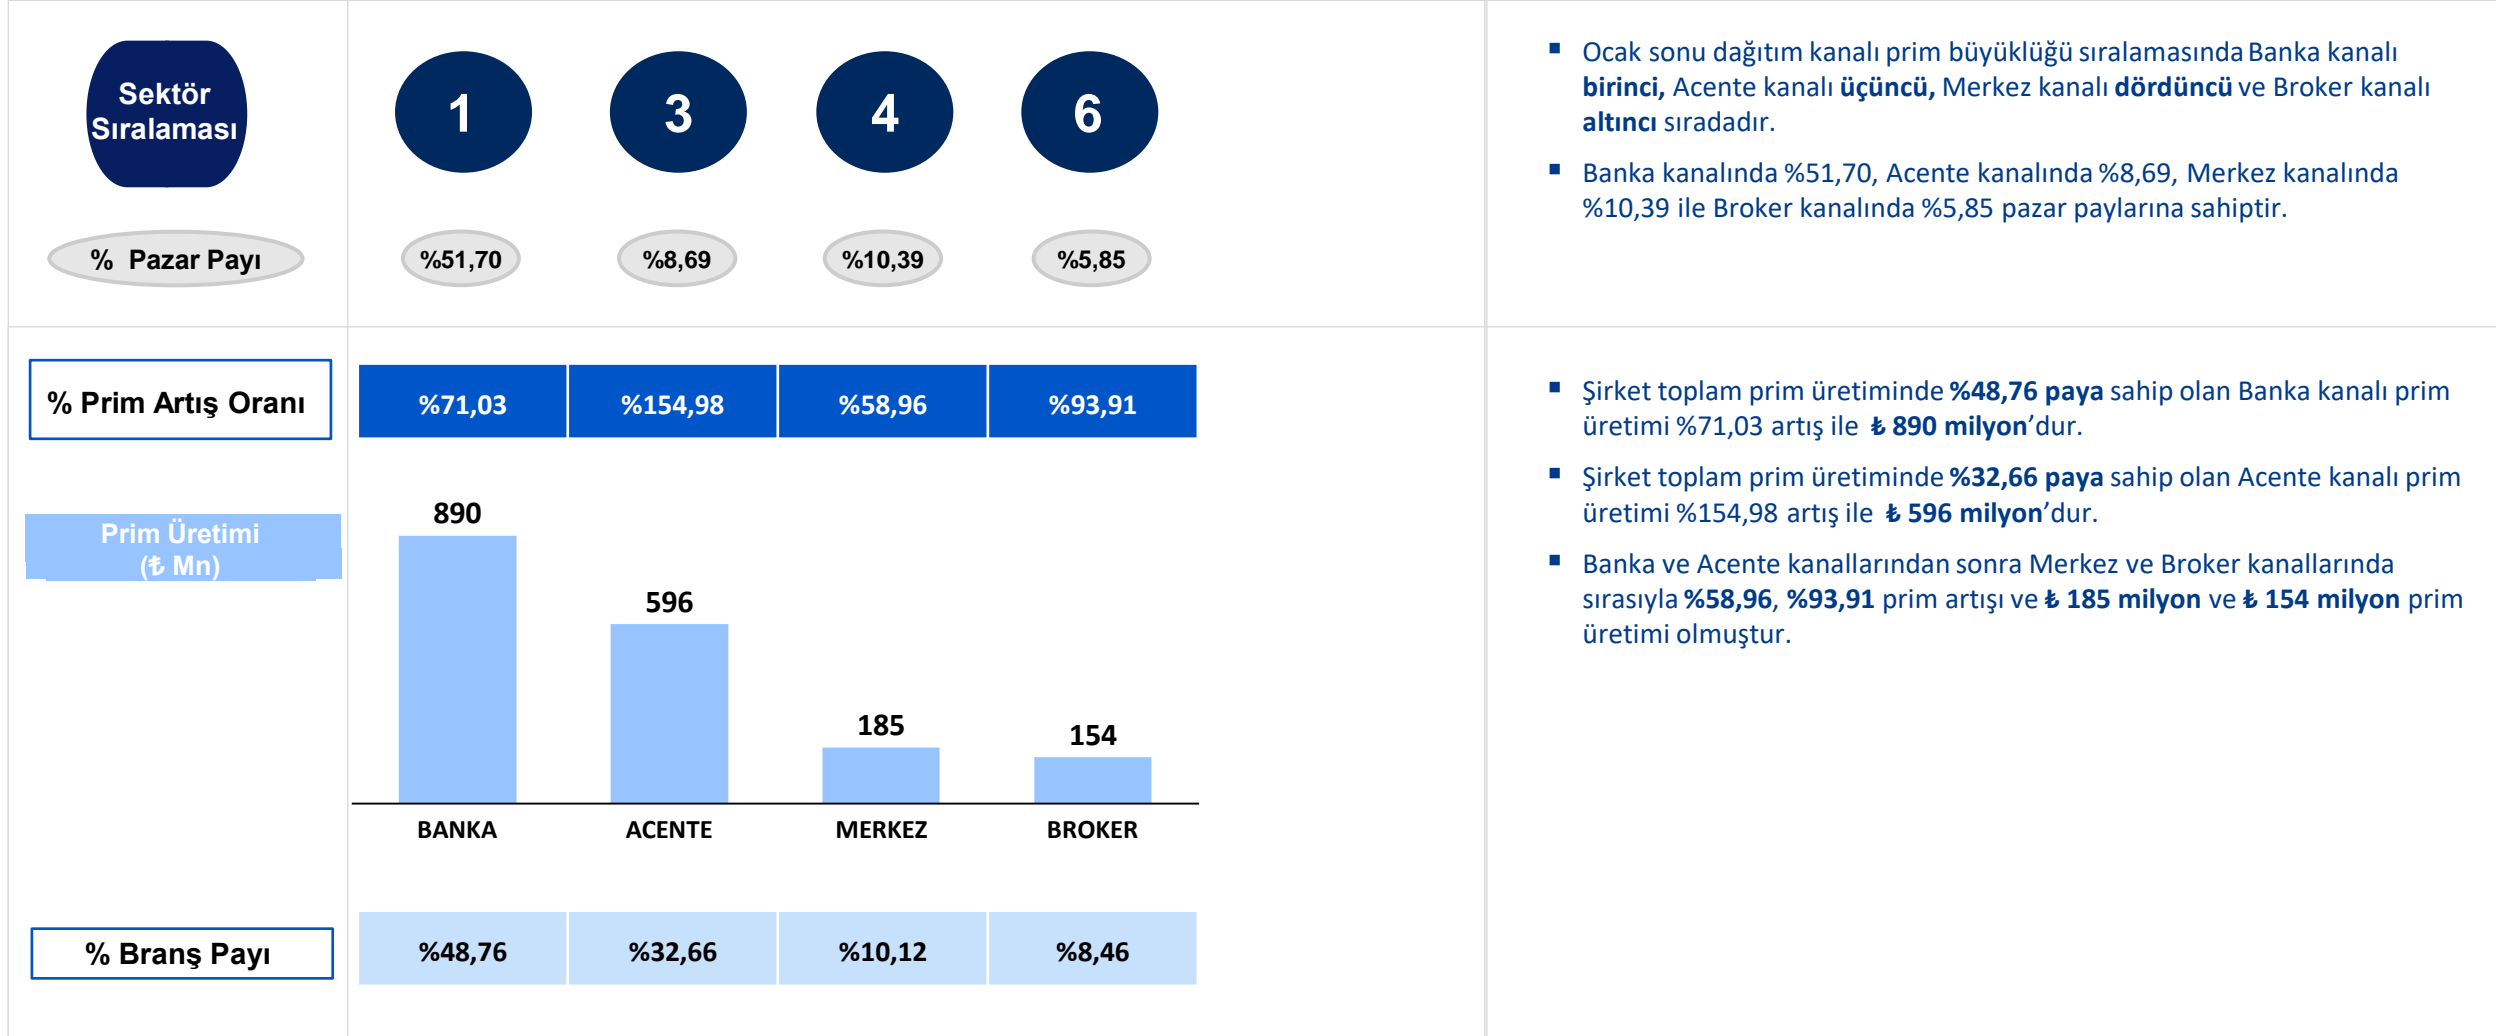 Sektör
Sıralaması
1
3
4
6
% Pazar Payı
%51,70
%8,69
%10,39
%5,85
▪ Ocak sonu dağıtım kanalı prim büyüklüğü sıralamasında Banka kanalı
birinci, Acente kanalı üçüncü, Merkez kanalı dördüncü ve Broker kanalı
altıncı sıradadır.
▪ Banka kanalında %51,70, Acente kanalında %8,69, Merkez kanalında
%10,39 ile Broker kanalında %5,85 pazar paylarına sahiptir.
% Prim Artış Oranı
%71,03
%154,98
%58,96
%93,91
Prim Üretimi
(₺ Mn)
890
596
185
154
BANKA
ACENTE
MERKEZ
BROKER
% Branş Payı
%48,76
%32,66
%10,12
%8,46
▪ Şirket toplam prim üretiminde %48,76 paya sahip olan Banka kanalı prim
üretimi %71,03 artış ile ₺ 890 milyon’dur.
▪ Şirket toplam prim üretiminde %32,66 paya sahip olan Acente kanalı prim
üretimi %154,98 artış ile ₺ 596 milyon’dur.
▪ Banka ve Acente kanallarından sonra Merkez ve Broker kanallarında
sırasıyla %58,96, %93,91 prim artışı ve ₺ 185 milyon ve ₺ 154 milyon prim
üretimi olmuştur.